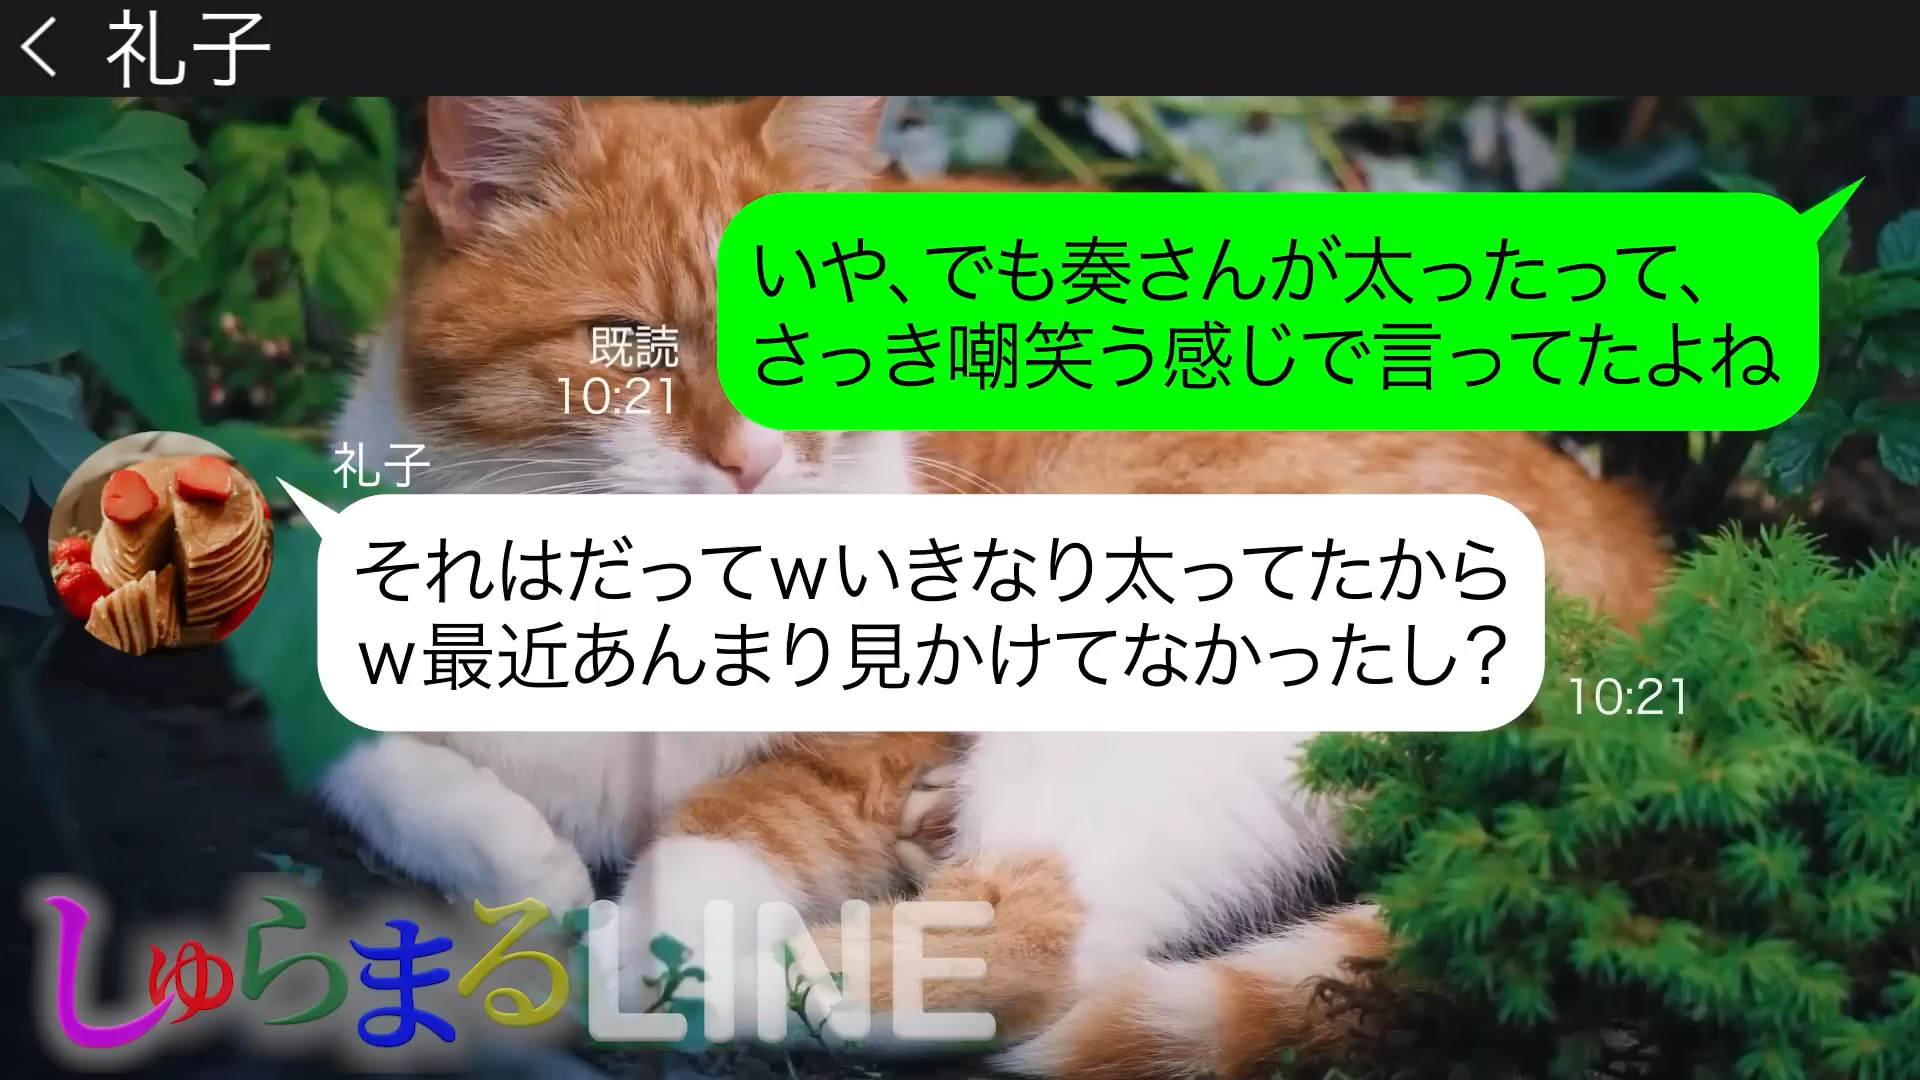 礼子
いや、でも奏さんが太ったって、
さっき嘲笑う感じで言ってたよね
既読
10:21
礼子
それはだってwいきなり太ってたから
w最近あんまり見かけてなかったし?
10:21
しゅらまるLINE